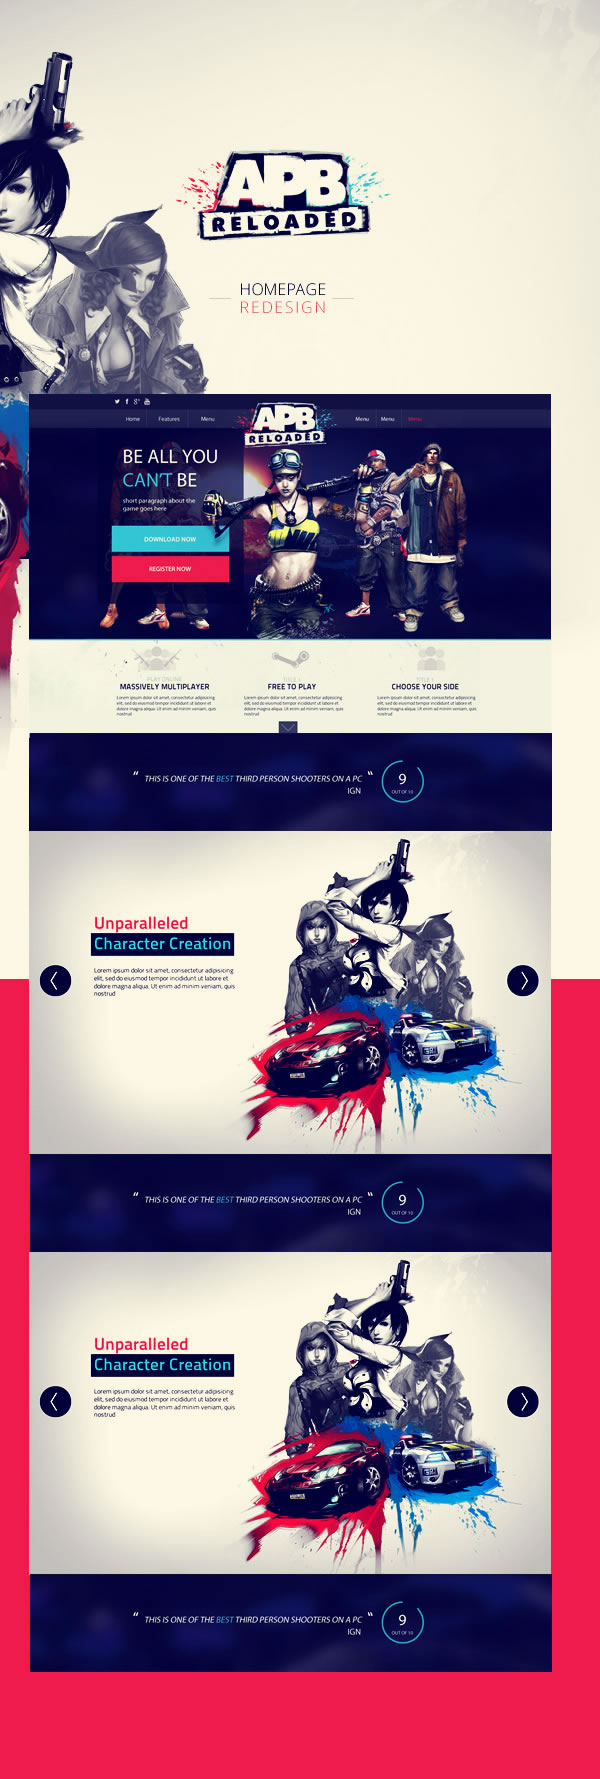 APB
RELOADED
HOMEPAGE
REDESIGN
Home Features Menu
APB
RELOADED
Menu Menu Menu
BE ALL YOU
CAN'T BE
short paragraph about the
game goes here
DOWNLOAD NOW
REGISTER NOW
PLAY ONLINE
MASSIVELY MULTIPLAYER
Lorem ipsum dolor sit amet, consectetur adipisicing
elit, sed do eiusmod tempor incididunt ut labore et
dolore magna aliqua. Ut enim ad minim veniam, quis
nostrud
TITLE 1
FREE TO PLAY
Lorem ipsum dolor sit amet, consectetur adipisicing
elit, sed do eiusmod tempor incididunt ut labore et
dolore magna aliqua. Ut enim ad minim veniam, quis
nostrud
TITLE 1
CHOOSE YOUR SIDE
Lorem ipsum dolor sit amet, consectetur adipisicing
elit, sed do eiusmod tempor incididunt ut labore et
dolore magna aliqua. Ut enim ad minim veniam, quis
nostrud
“ THIS IS ONE OF THE BEST THIRD PERSON SHOOTERS ON A PC “
IGN
9
OUT OF 10
Unparalleled
Character Creation
Lorem ipsum dolor sit amet, consectetur adipisicing
elit, sed do eiusmod tempor incididunt ut labore et
dolore magna aliqua. Ut enim ad minim veniam, quis
nostrud
“ THIS IS ONE OF THE BEST THIRD PERSON SHOOTERS ON A PC “
IGN
9
OUT OF 10
Unparalleled
Character Creation
Lorem ipsum dolor sit amet, consectetur adipisicing
elit, sed do eiusmod tempor incididunt ut labore et
dolore magna aliqua. Ut enim ad minim veniam, quis
nostrud
“ THIS IS ONE OF THE BEST THIRD PERSON SHOOTERS ON A PC “
IGN
9
OUT OF 10